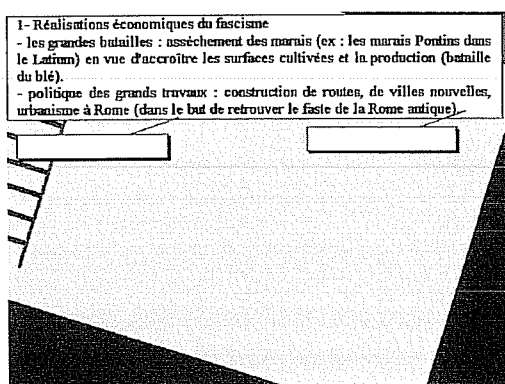 1- Réalisations économiques du fascisme
- les grandes batailles : assèchement des marais (ex : les marais Pontins dans
le Latium) en vue d'accroître les surfaces cultivées et la production (bataille
du blé).
- politique des grands travaux : construction de routes, de villes nouvelles,
urbanisme à Rome (dans le but de retrouver le faste de la Rome antique).